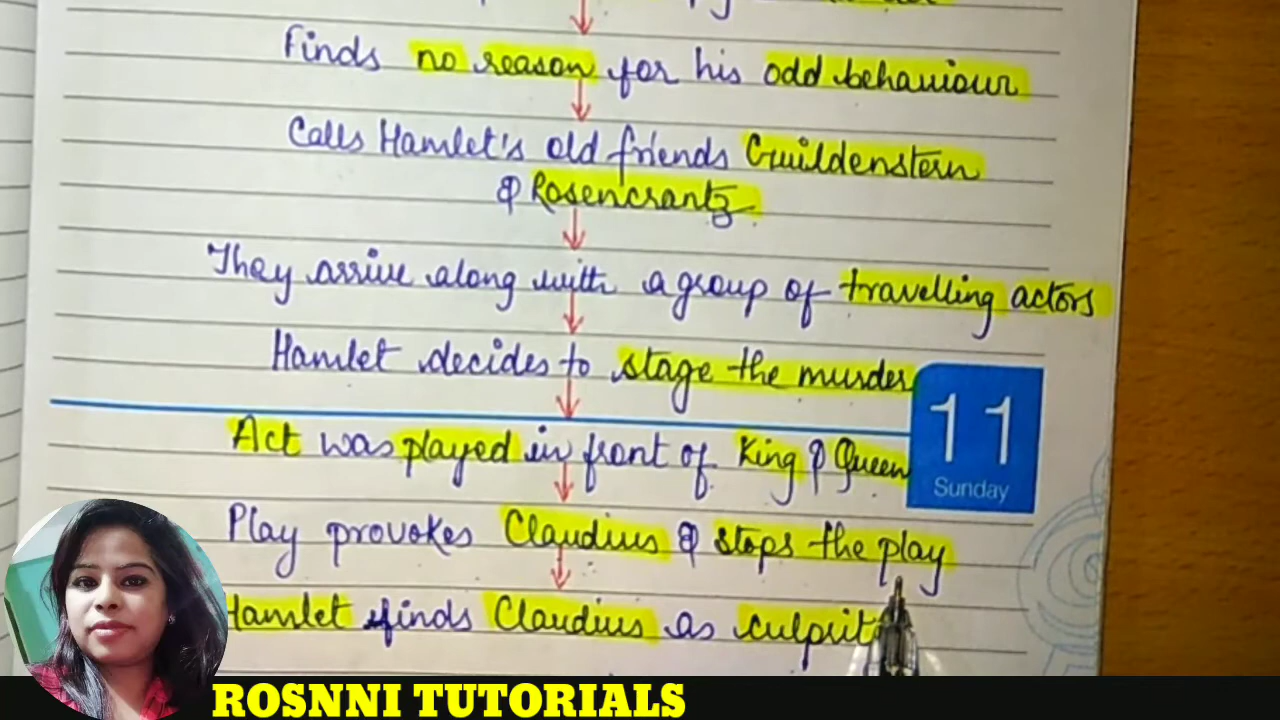 Finds no reason for his odd behaviour
Calls Hamlet's old friends Guildenstern
& Rosencrantz
They arrive along with a group of travelling actors
Hamlet decides to stage the murder
11
Sunday
Act was played in front of King & Queen
Play provokes Claudius & stops the play
Hamlet finds Claudius as culprit
ROSNNI TUTORIALS